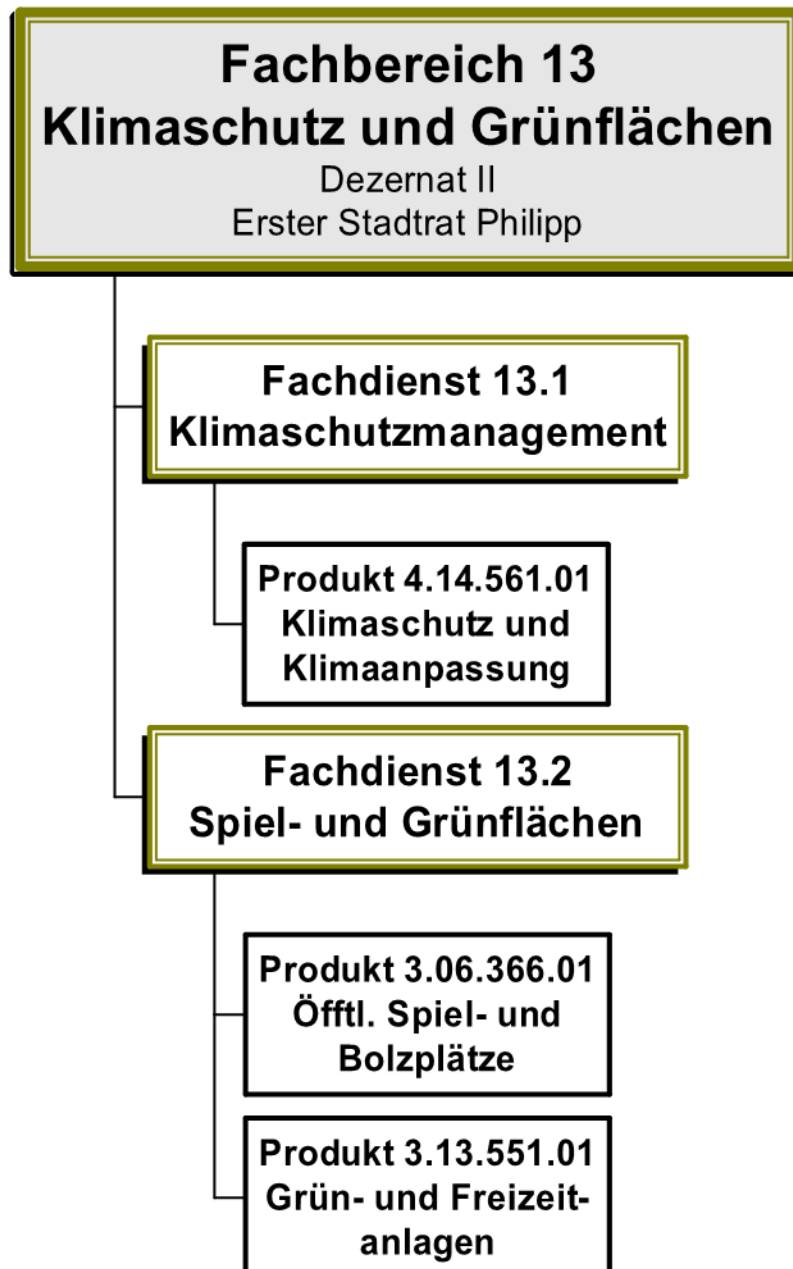 Fachbereich 13
Klimaschutz und Grünflächen
Dezernat II
Erster Stadtrat Philipp
Fachdienst 13.1
Klimaschutzmanagement
Produkt 4.14.561.01
Klimaschutz und
Klimaanpassung
Fachdienst 13.2
Spiel- und Grünflächen
Produkt 3.06.366.01
Öfftl. Spiel- und
Bolzplätze
Produkt 3.13.551.01
Grün- und Freizeit-
anlagen